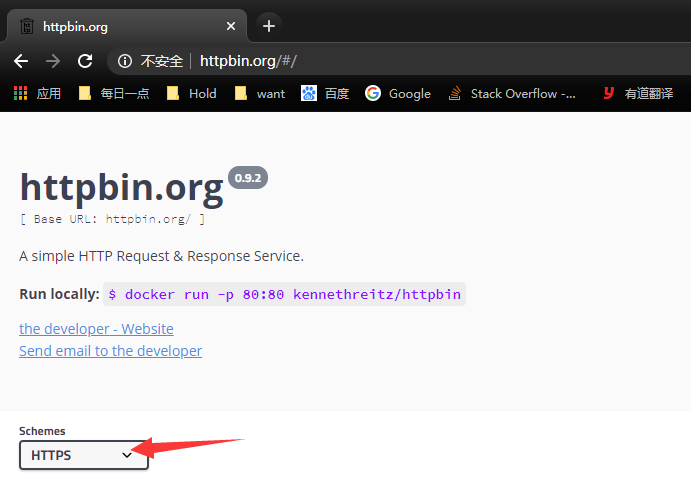 httpbin.org
不安全 httpbin.org/#/
应用 每日一点 Hold want 百度 Google Stack Overflow -... 有道翻译
httpbin.org 0.9.2
[ Base URL: httpbin.org/ ]
A simple HTTP Request & Response Service.
Run locally: $ docker run -p 80:80 kennethreitz/httpbin
the developer - Website
Send email to the developer
Schemes
HTTPS